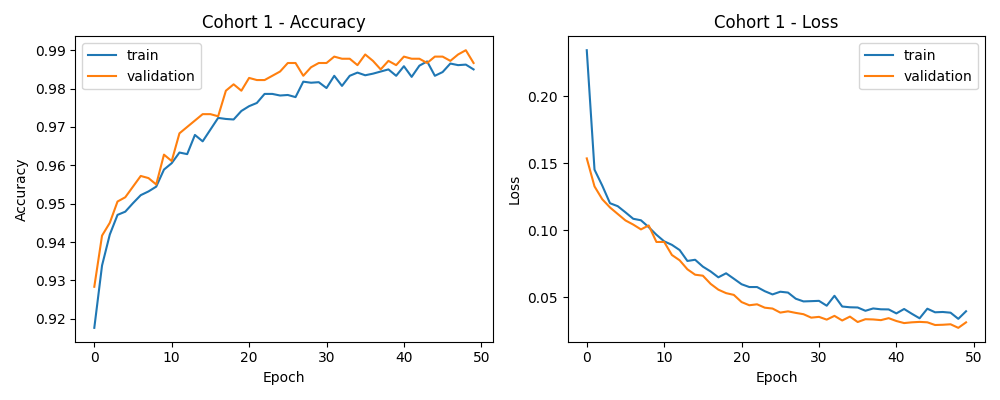 Cohort 1 - Accuracy
train
validation
0.99
0.98
0.97
0.96
0.95
0.94
0.93
0.92
Accuracy
0
10
20
30
40
50
Epoch
Cohort 1 - Loss
train
validation
0.20
0.15
0.10
0.05
Loss
0
10
20
30
40
50
Epoch